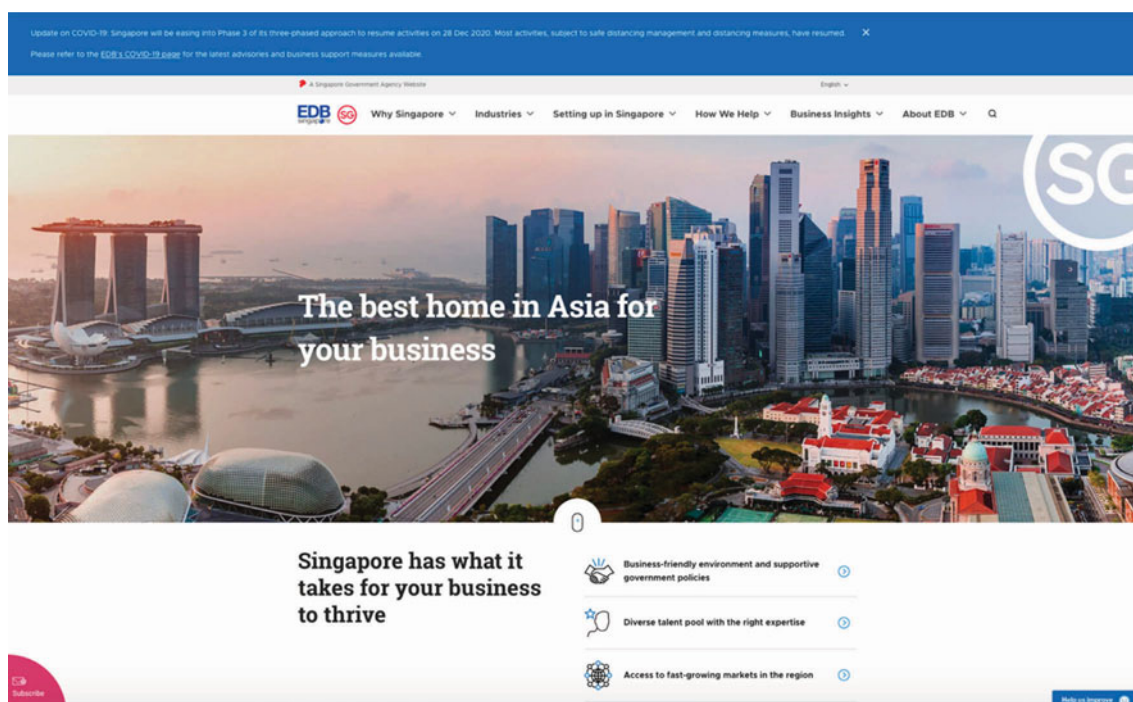 Update on COVID-19: Singapore will be easing into Phase 3 of its three-phased approach to resume activities on 28 Dec 2020. Most activities, subject to safe distancing management and distancing measures, have resumed.
Please refer to the EDB's COVID-19 page for the latest advisories and business support measures available.
A Singapore Government Agency Website
English
EDB singapore SG Why Singapore Industries Setting up in Singapore How We Help Business Insights About EDB
SG
The best home in Asia for
your business
Singapore has what it
takes for your business
to thrive
Business-friendly environment and supportive
government policies
Diverse talent pool with the right expertise
Access to fast-growing markets in the region
Subscribe
Help us Improve